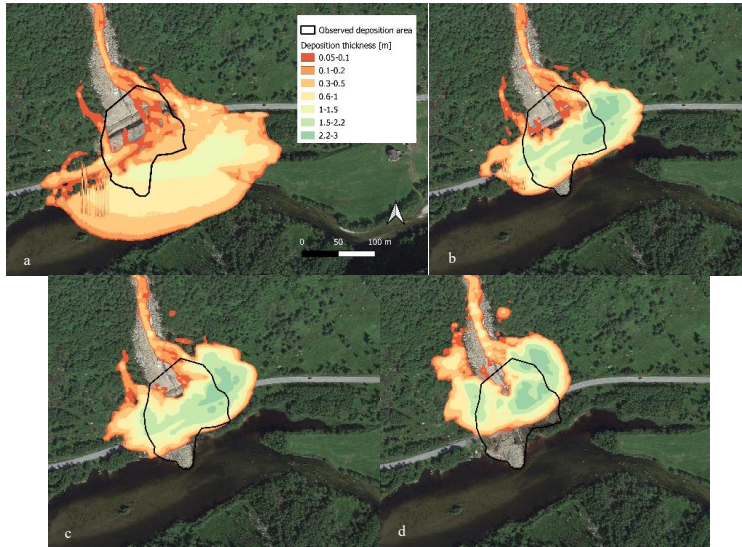 Observed deposition area
Deposition thickness [m]
0.05-0.1
0.1-0.2
0.3-0.5
0.6-1
1-1.5
1.5-2.2
2.2-3
0 50 100 m
a
b
c
d